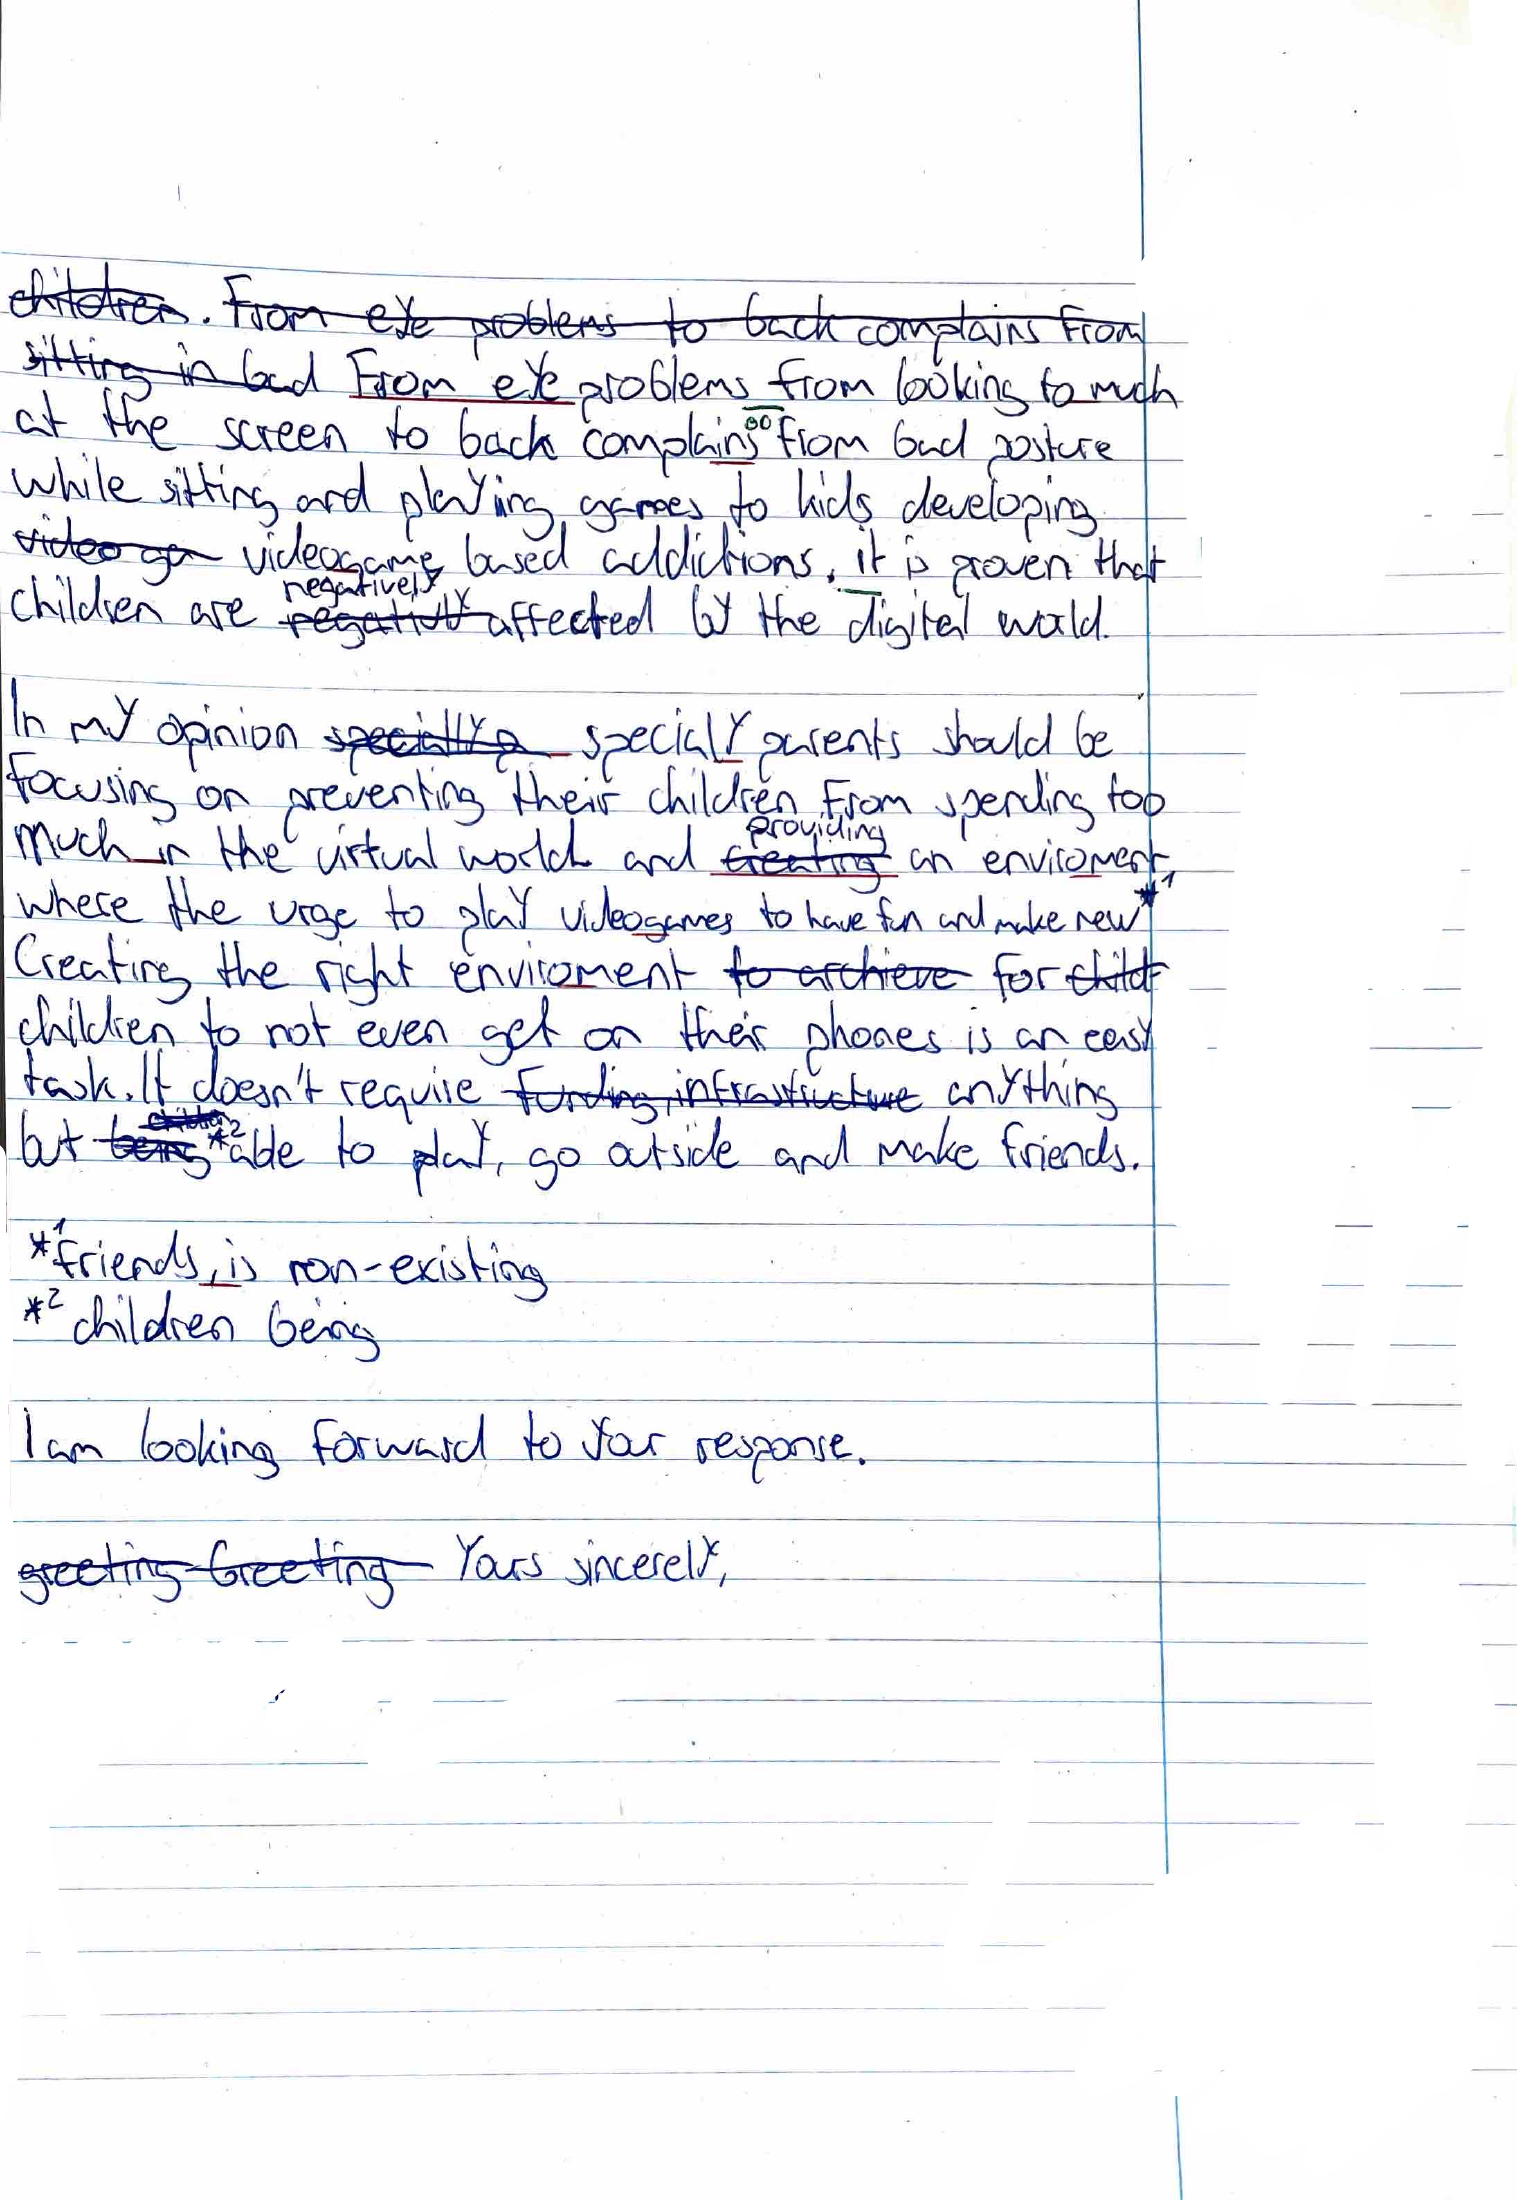 children. From eye problems to back complains from
sitting in bad From eye problems from looking to much
at the screen to back complains from bad posture
while sitting and playing games to kids developing
video ga videogame based addictions, it is proven that
negatively
children are negativly affected by the digital world.
In my opinion specially p specialy parents should be
focusing on preventing their children from spending too
providing
much in the virtual world and creating an enviroment,
where the urge to play videogames to have fun and make new *1
Creating the right enviroment to archieve for child
children to not even get on their phones is an easy
task. It doesn't require funding, infrastructure anything
children
but being *2 able to play, go outside and make friends.
*1 friends, is non-existing
*2 children being
I am looking forward to your response.
greeting Greeting Yours sincerely,